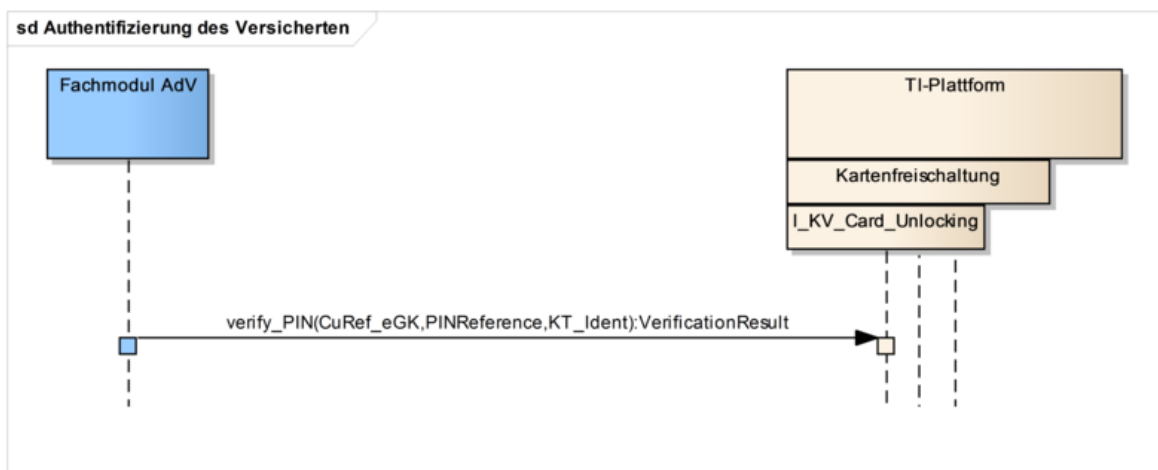 sd Authentifizierung des Versicherten
Fachmodul AdV
TI-Plattform
Kartenfreischaltung
I_KV_Card_Unlocking
verify_PIN(CuRef_eGK,PINReference,KT_Ident):VerificationResult